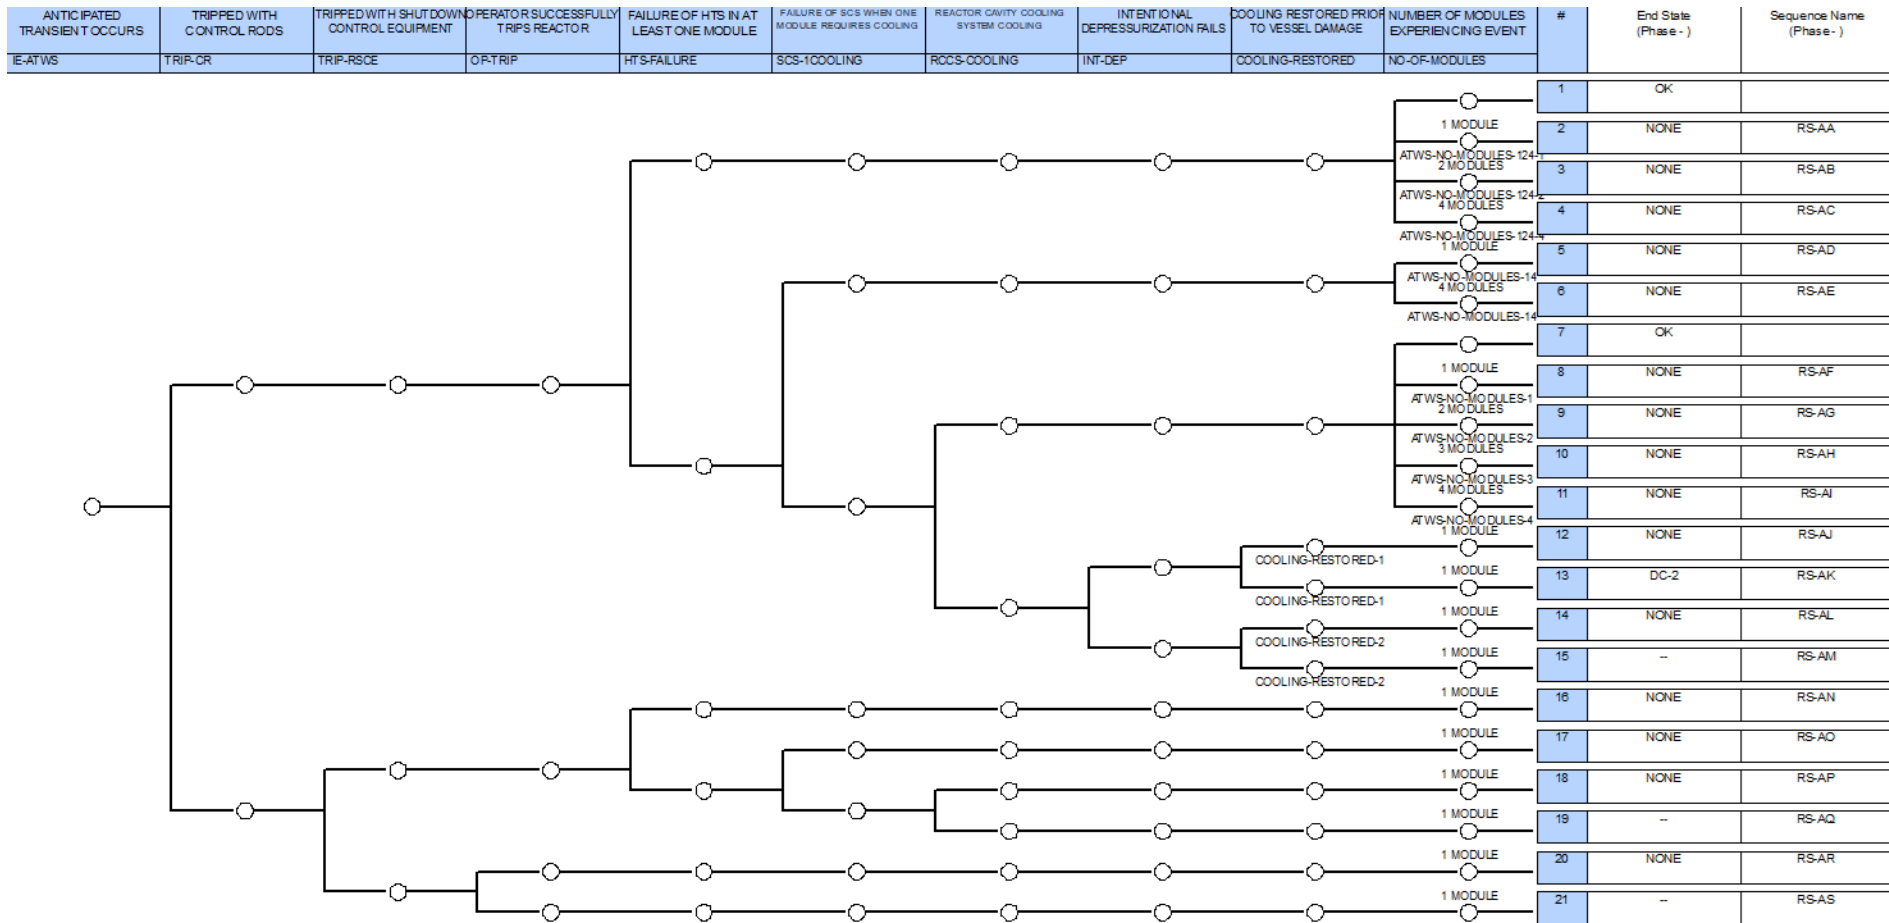 ANTICIPATED TRANSIENT OCCURS
TRIPPED WITH CONTROL RODS
TRIPPED WITH SHUTDOWN CONTROL EQUIPMENT
OPERATOR SUCCESSFULLY TRIPS REACTOR
FAILURE OF HTS IN AT LEAST ONE MODULE
FAILURE OF SCS WHEN ONE MODULE REQUIRES COOLING
REACTOR CAVITY COOLING SYSTEM COOLING
INTENTIONAL DEPRESSURIZATION FAILS
COOLING RESTORED PRIOR TO VESSEL DAMAGE
NUMBER OF MODULES EXPERIENCING EVENT
#
End State (Phase - )
Sequence Name (Phase - )
IE-ATWS
TRIP-CR
TRIP-RSCE
OP-TRIP
HTS-FAILURE
SCS-1COOLING
RCCS-COOLING
INT-DEP
COOLING-RESTORED
NO-OF-MODULES
1 OK
1 MODULE
2 NONE RS-AA
ATWS-NO-MODULES-124-1
2 MODULES
3 NONE RS-AB
ATWS-NO-MODULES-124-2
4 MODULES
4 NONE RS-AC
ATWS-NO-MODULES-124-4
1 MODULE
5 NONE RS-AD
ATWS-NO-MODULES-14
4 MODULES
6 NONE RS-AE
ATWS-NO-MODULES-14
7 OK
1 MODULE
8 NONE RS-AF
ATWS-NO-MODULES-1
2 MODULES
9 NONE RS-AG
ATWS-NO-MODULES-2
3 MODULES
10 NONE RS-AH
ATWS-NO-MODULES-3
4 MODULES
11 NONE RS-AI
ATWS-NO-MODULES-4
1 MODULE
12 NONE RS-AJ
COOLING-RESTORED-1
1 MODULE
13 DC-2 RS-AK
COOLING-RESTORED-1
1 MODULE
14 NONE RS-AL
COOLING-RESTORED-2
1 MODULE
15 -- RS-AM
COOLING-RESTORED-2
1 MODULE
16 NONE RS-AN
1 MODULE
17 NONE RS-AO
1 MODULE
18 NONE RS-AP
1 MODULE
19 -- RS-AQ
1 MODULE
20 NONE RS-AR
1 MODULE
21 -- RS-AS